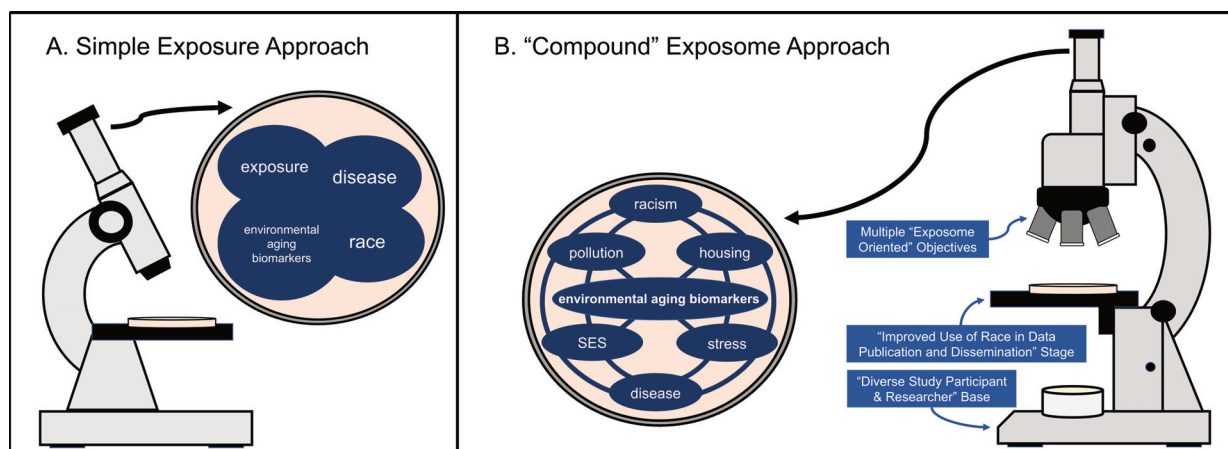 A. Simple Exposure Approach
exposure
disease
environmental
aging
biomarkers
race
B. “Compound” Exposome Approach
racism
pollution
housing
environmental aging biomarkers
SES
stress
disease
Multiple “Exposome
Oriented” Objectives
“Improved Use of Race in Data
Publication and Dissemination” Stage
“Diverse Study Participant
& Researcher” Base